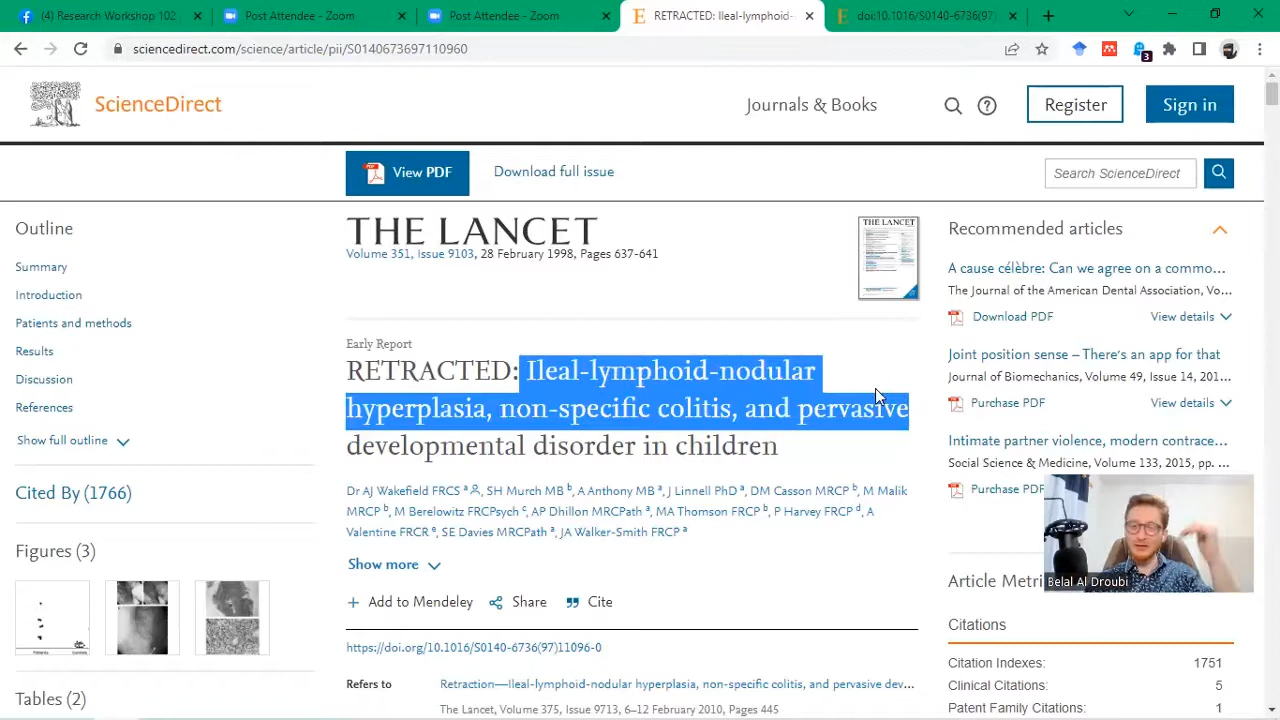 (4) Research Workshop 102
Post Attendee - Zoom
Post Attendee - Zoom
RETRACTED: Ileal-lymphoid-
doi:10.1016/S0140-6736(97)
sciencedirect.com/science/article/pii/S0140673697110960
3
ScienceDirect
Journals & Books
Register
Sign in
View PDF
Download full issue
Search ScienceDirect
Outline
Summary
Introduction
Patients and methods
Results
Discussion
References
Show full outline
Cited By (1766)
Figures (3)
Tables (2)
THE LANCET
Volume 351, Issue 9103, 28 February 1998, Pages 637-641
THE LANCET
Early Report
RETRACTED: Ileal-lymphoid-nodular
hyperplasia, non-specific colitis, and pervasive
developmental disorder in children
Dr AJ Wakefield FRCS a, SH Murch MB b, A Anthony MB a, J Linnell PhD a, DM Casson MRCP b, M Malik
MRCP b, M Berelowitz FRCPsych c, AP Dhillon MRCPath a, MA Thomson FRCP b, P Harvey FRCP d, A
Valentine FRCR e, SE Davies MRCPath a, JA Walker-Smith FRCP a
Show more
Add to Mendeley
Share
Cite
https://doi.org/10.1016/S0140-6736(97)11096-0
Refers to
Retraction—Ileal-lymphoid-nodular hyperplasia, non-specific colitis, and pervasive dev...
The Lancet, Volume 375, Issue 9713, 6–12 February 2010, Pages 445
Recommended articles
A cause célèbre: Can we agree on a commo...
The Journal of the American Dental Association, Vo...
Download PDF
View details
Joint position sense – There's an app for that
Journal of Biomechanics, Volume 49, Issue 14, 201...
Purchase PDF
View details
Intimate partner violence, modern contrace...
Social Science & Medicine, Volume 133, 2015, pp. ...
Purchase PDF
Belal Al Droubi
Article Metri
Citations
Citation Indexes:
1751
Clinical Citations:
5
Patent Family Citations:
1